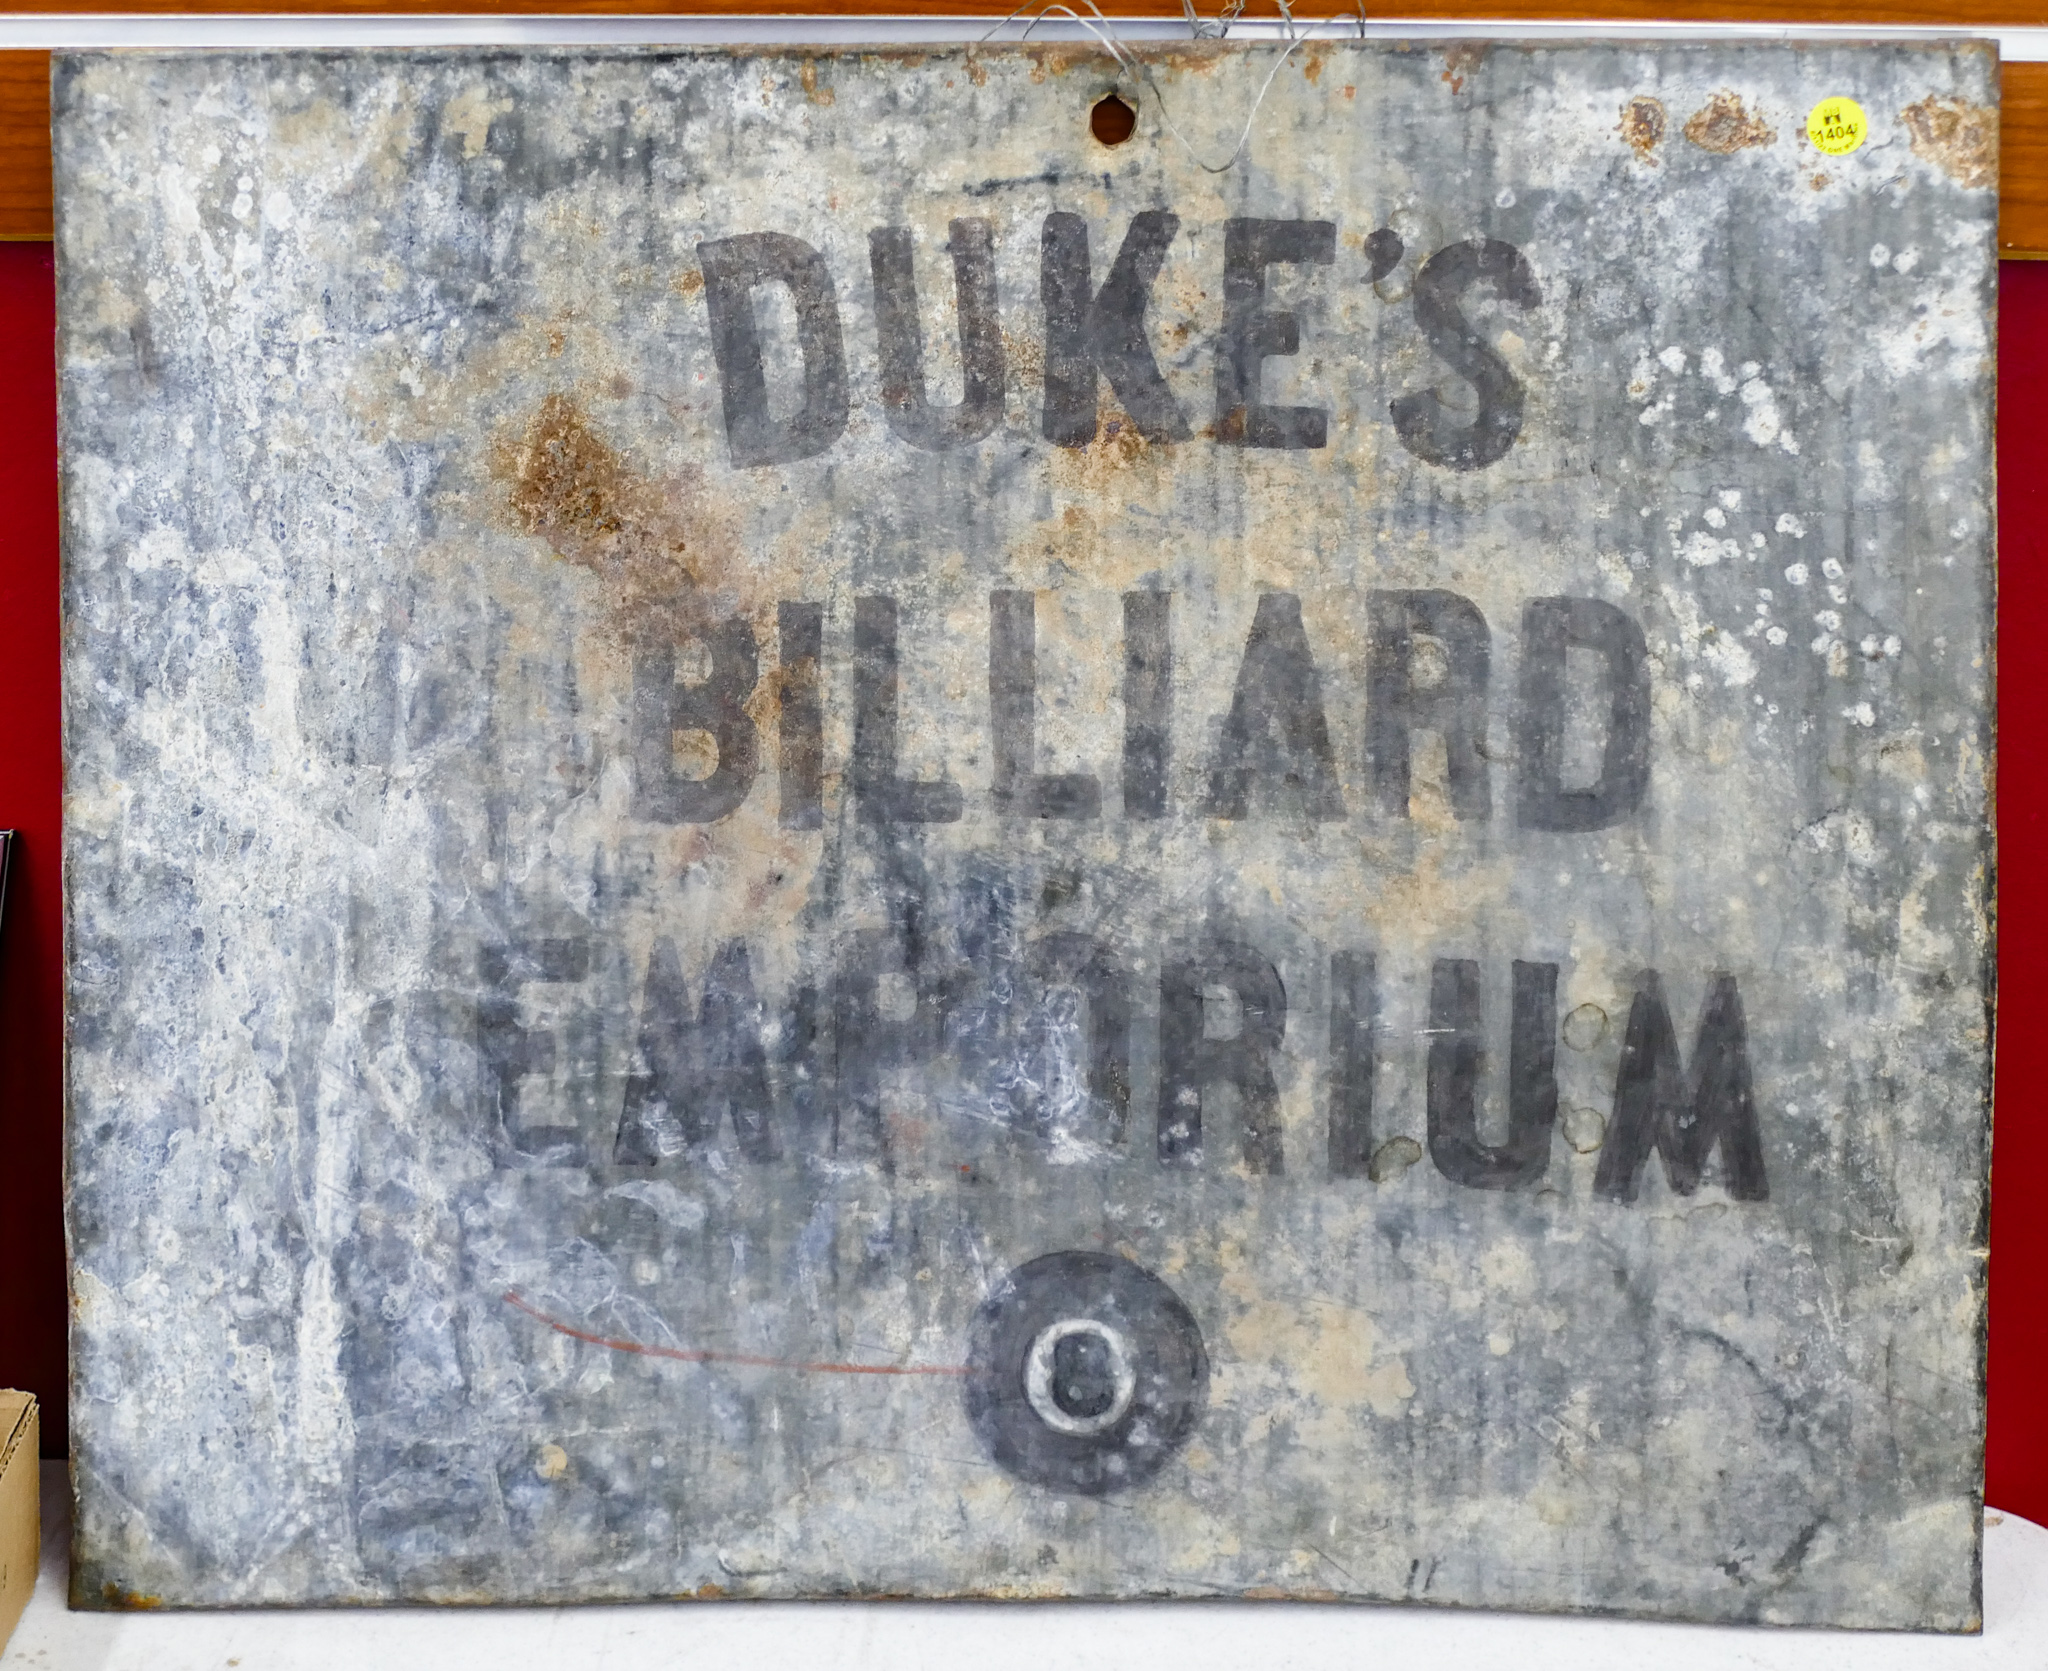 1404
DUKE'S
BILLIARD
EMPORIUM
8